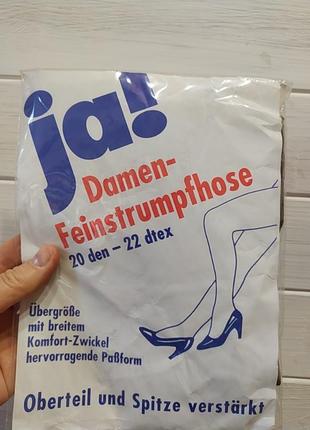 ja!
Damen-
Feinstrumpfhose
20 den – 22 dtex
Übergröße
mit breitem
Komfort-Zwickel
hervorragende Paßform
Oberteil und Spitze verstärkt